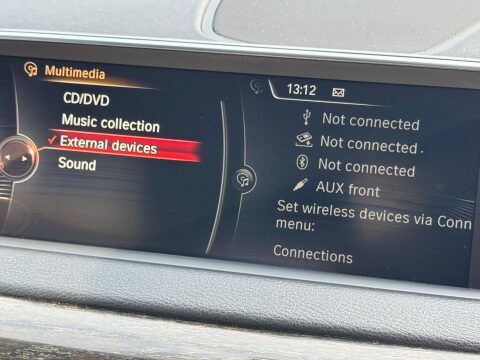 Multimedia
CD/DVD
Music collection
External devices
Sound
13:12
Not connected
Not connected.
Not connected
AUX front
Set wireless devices via Conn
menu:
Connections